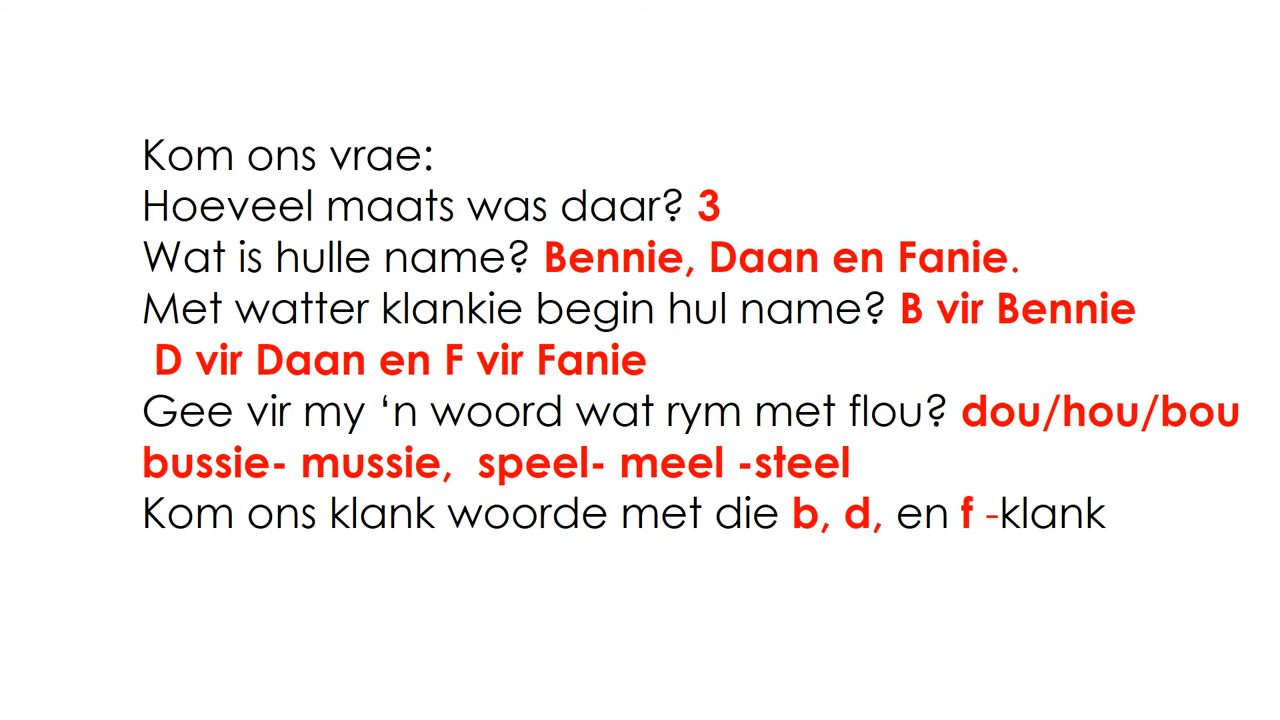 Kom ons vrae:
Hoeveel maats was daar? 3
Wat is hulle name? Bennie, Daan en Fanie.
Met watter klankie begin hul name? B vir Bennie
D vir Daan en F vir Fanie
Gee vir my ‘n woord wat rym met flou? dou/hou/bou
bussie- mussie, speel- meel -steel
Kom ons klank woorde met die b, d, en f -klank